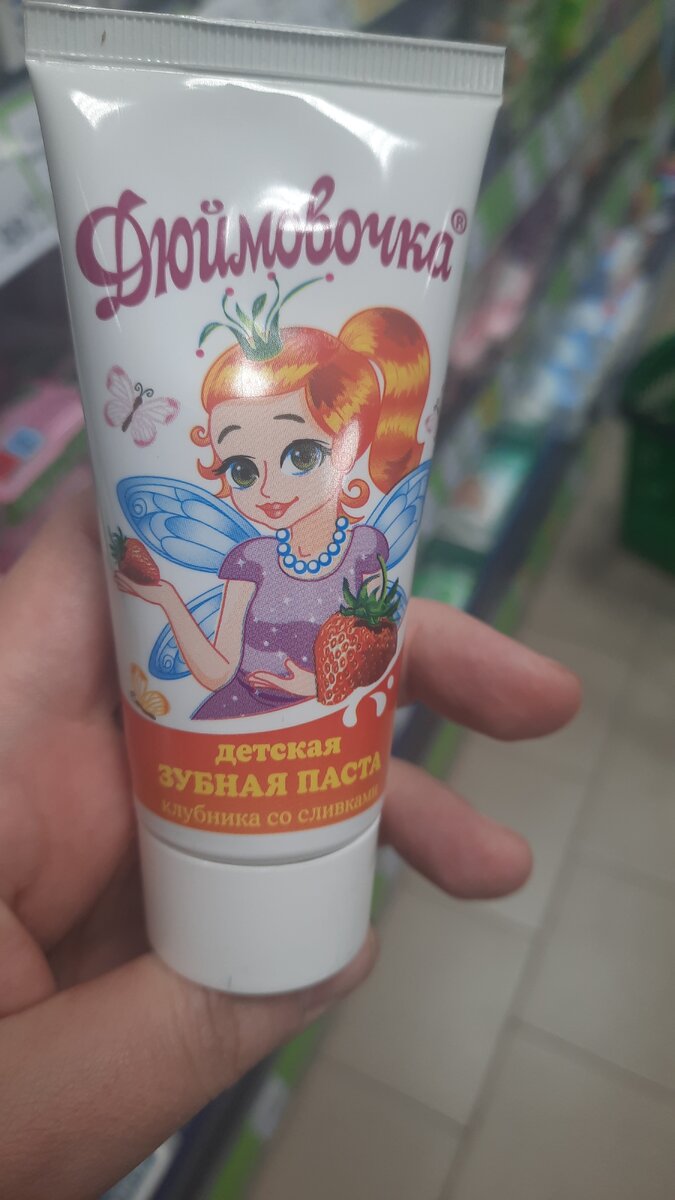 Дюймовочка®
детская
ЗУБНАЯ ПАСТА
клубника со сливками